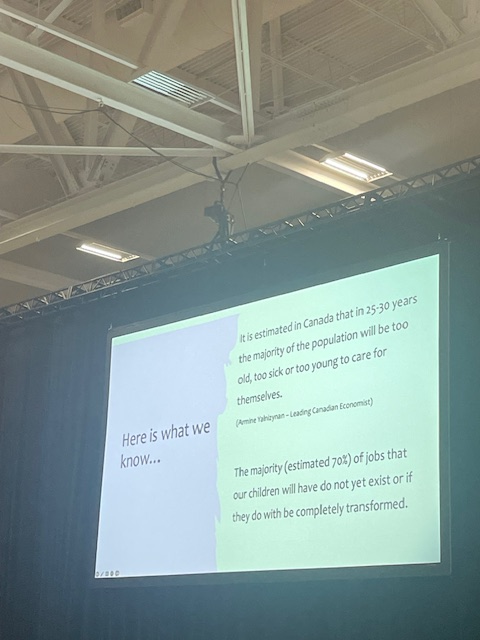 Here is what we
know...
It is estimated in Canada that in 25-30 years
the majority of the population will be too
old, too sick or too young to care for
themselves.
(Armine Yalnizynan – Leading Canadian Economist)
The majority (estimated 70%) of jobs that
our children will have do not yet exist or if
they do with be completely transformed.